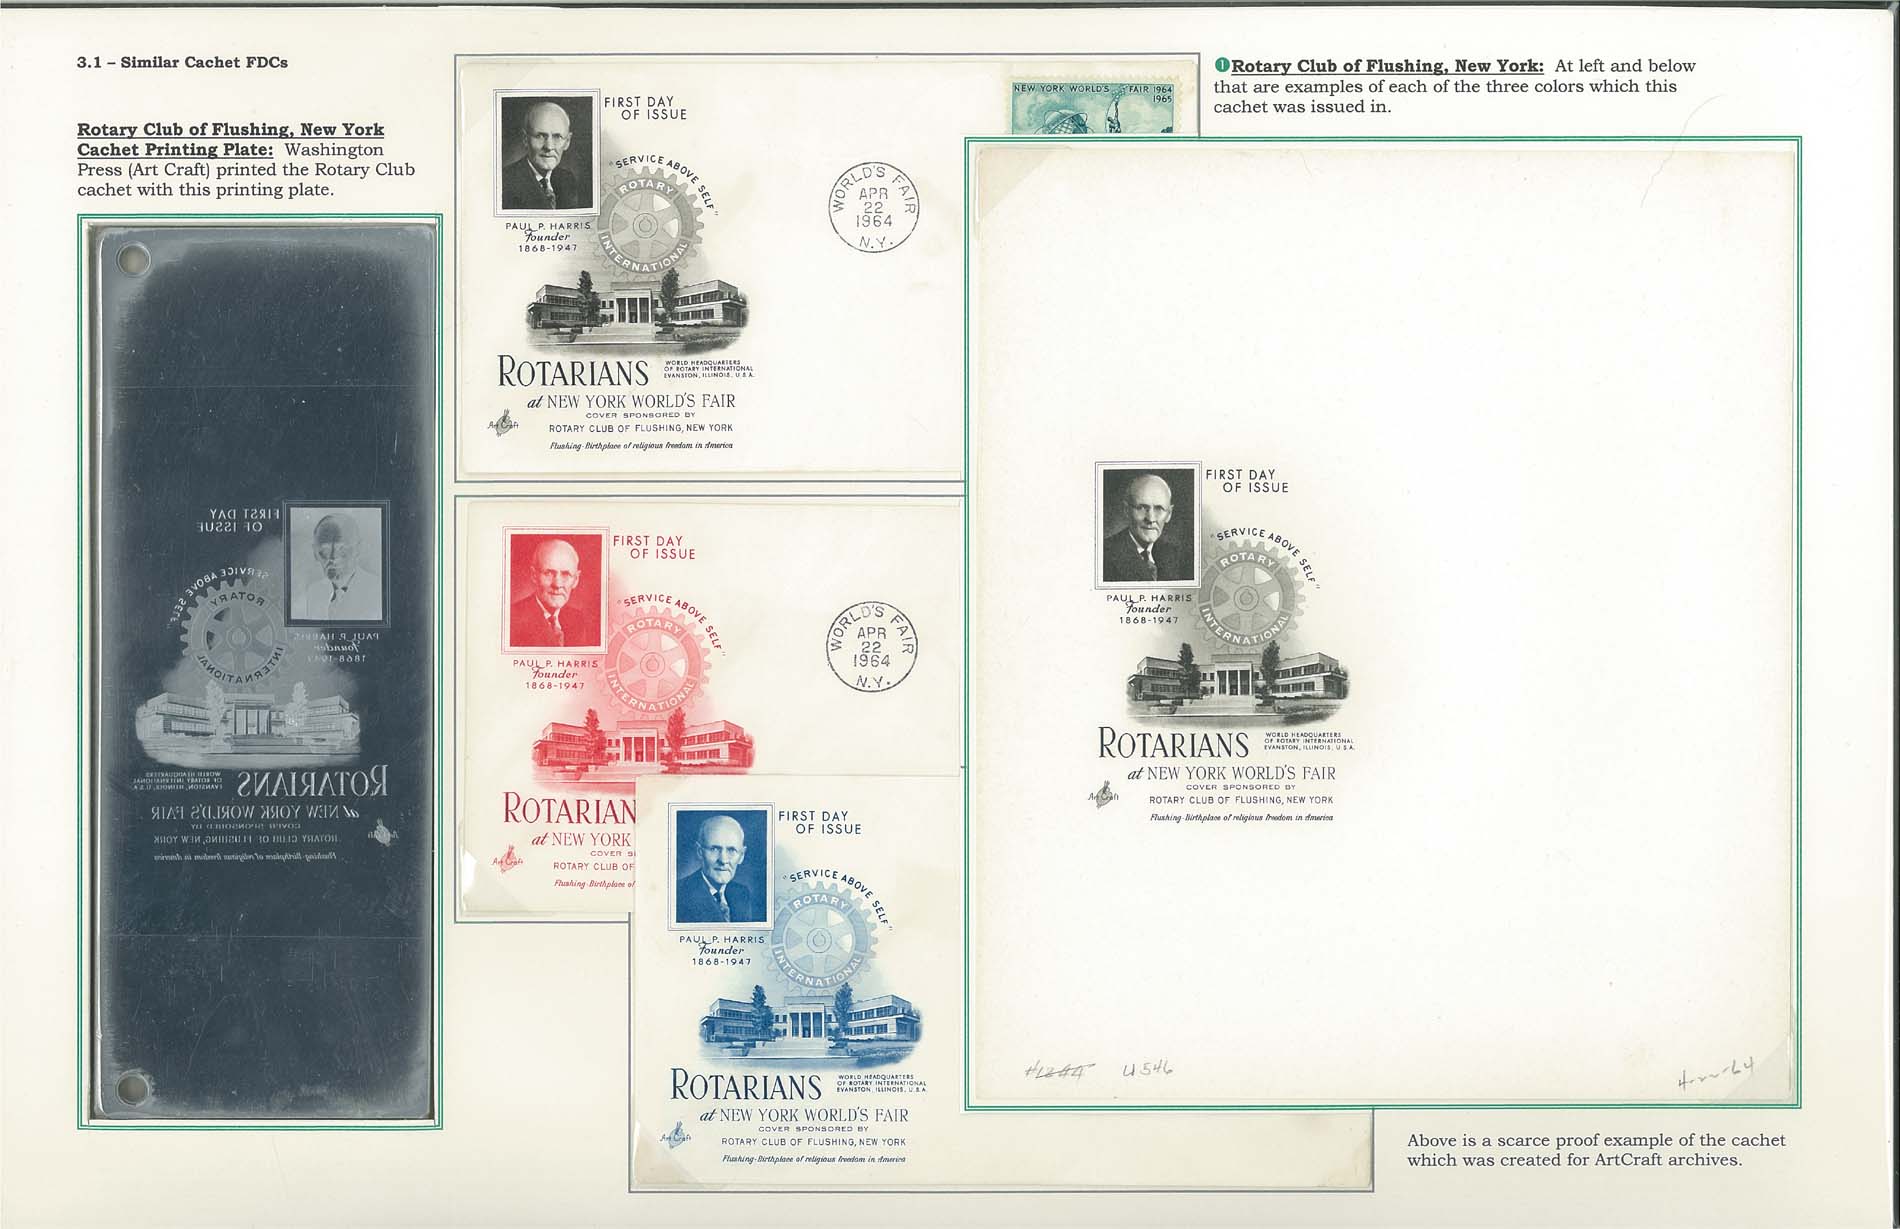 3.1 – Similar Cachet FDCs
Rotary Club of Flushing, New York
Cachet Printing Plate: Washington
Press (Art Craft) printed the Rotary Club
cachet with this printing plate.
FIRST DAY
OF ISSUE
"SERVICE ABOVE SELF"
ROTARY
INTERNATIONAL
PAUL P. HARRIS
Founder
1868-1947
ROTARIANS
WORLD HEADQUARTERS
OF ROTARY INTERNATIONAL
EVANSTON, ILLINOIS, U.S.A.
at NEW YORK WORLD'S FAIR
COVER SPONSORED BY
ROTARY CLUB OF FLUSHING, NEW YORK
Flushing-Birthplace of religious freedom in America
Art Craft
FIRST DAY
OF ISSUE
"SERVICE ABOVE SELF"
ROTARY
INTERNATIONAL
PAUL P. HARRIS
Founder
1868-1947
ROTARIANS
WORLD HEADQUARTERS
OF ROTARY INTERNATIONAL
EVANSTON, ILLINOIS, U.S.A.
at NEW YORK WORLD'S FAIR
COVER SPONSORED BY
Art Craft
ROTARY CLUB OF FLUSHING, NEW YORK
Flushing-Birthplace of religious freedom in America
NEW YORK WORLD'S FAIR 1964
1965
WORLD'S FAIR
APR
22
1964
N.Y.
FIRST DAY
OF ISSUE
"SERVICE ABOVE SELF"
ROTARY
INTERNATIONAL
PAUL P. HARRIS
Founder
1868-1947
ROTARIAN
at NEW YORK
COVER S
Art Craft
ROTARY CLUB OF
Flushing-Birthplace of
WORLD'S FAIR
APR
22
1964
N.Y.
FIRST DAY
OF ISSUE
"SERVICE ABOVE SELF"
ROTARY
INTERNATIONAL
PAUL P. HARRIS
Founder
1868-1947
ROTARIANS
WORLD HEADQUARTERS
OF ROTARY INTERNATIONAL
EVANSTON, ILLINOIS, U.S.A.
at NEW YORK WORLD'S FAIR
COVER SPONSORED BY
Art Craft
ROTARY CLUB OF FLUSHING, NEW YORK
Flushing-Birthplace of religious freedom in America
1 Rotary Club of Flushing, New York: At left and below
that are examples of each of the three colors which this
cachet was issued in.
FIRST DAY
OF ISSUE
"SERVICE ABOVE SELF"
ROTARY
INTERNATIONAL
PAUL P. HARRIS
Founder
1868-1947
ROTARIANS
WORLD HEADQUARTERS
OF ROTARY INTERNATIONAL
EVANSTON, ILLINOIS, U.S.A.
at NEW YORK WORLD'S FAIR
COVER SPONSORED BY
Art Craft
ROTARY CLUB OF FLUSHING, NEW YORK
Flushing-Birthplace of religious freedom in America
U546
4-22-64
Above is a scarce proof example of the cachet
which was created for ArtCraft archives.